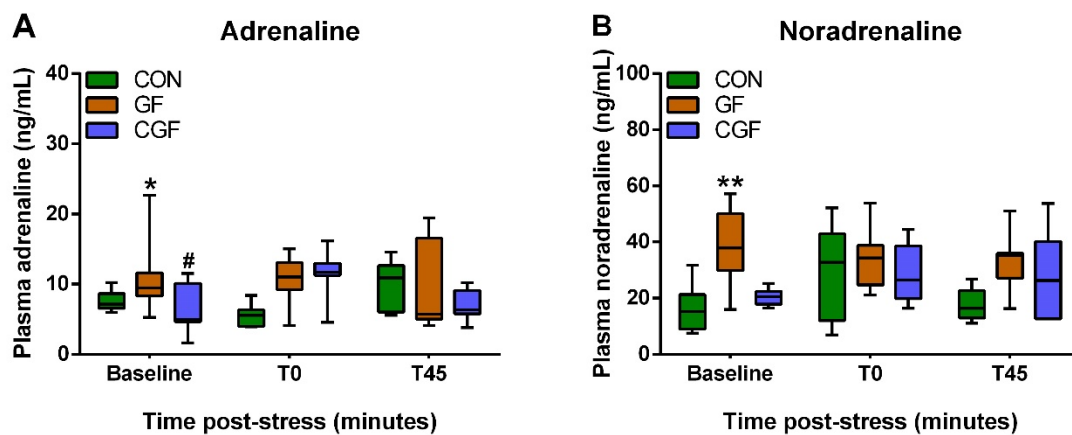 A
Adrenaline
Plasma adrenaline (ng/mL)
40
30
20
10
0
CON
GF
CGF
*
#
Baseline
T0
T45
Time post-stress (minutes)
B
Noradrenaline
Plasma noradrenaline (ng/mL)
100
80
60
40
20
0
CON
GF
CGF
**
Baseline
T0
T45
Time post-stress (minutes)